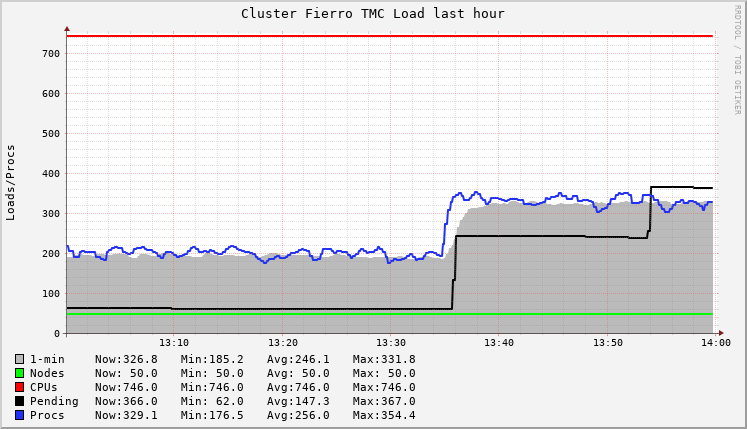 Cluster Fierro TMC Load last hour
RRDTOOL / TOBI OETIKER
Loads/Procs
700
600
500
400
300
200
100
0
13:10 13:20 13:30 13:40 13:50 14:00
1-min Now:326.8 Min:185.2 Avg:246.1 Max:331.8
Nodes Now: 50.0 Min: 50.0 Avg: 50.0 Max: 50.0
CPUs Now:746.0 Min:746.0 Avg:746.0 Max:746.0
Pending Now:366.0 Min: 62.0 Avg:147.3 Max:367.0
Procs Now:329.1 Min:176.5 Avg:256.0 Max:354.4